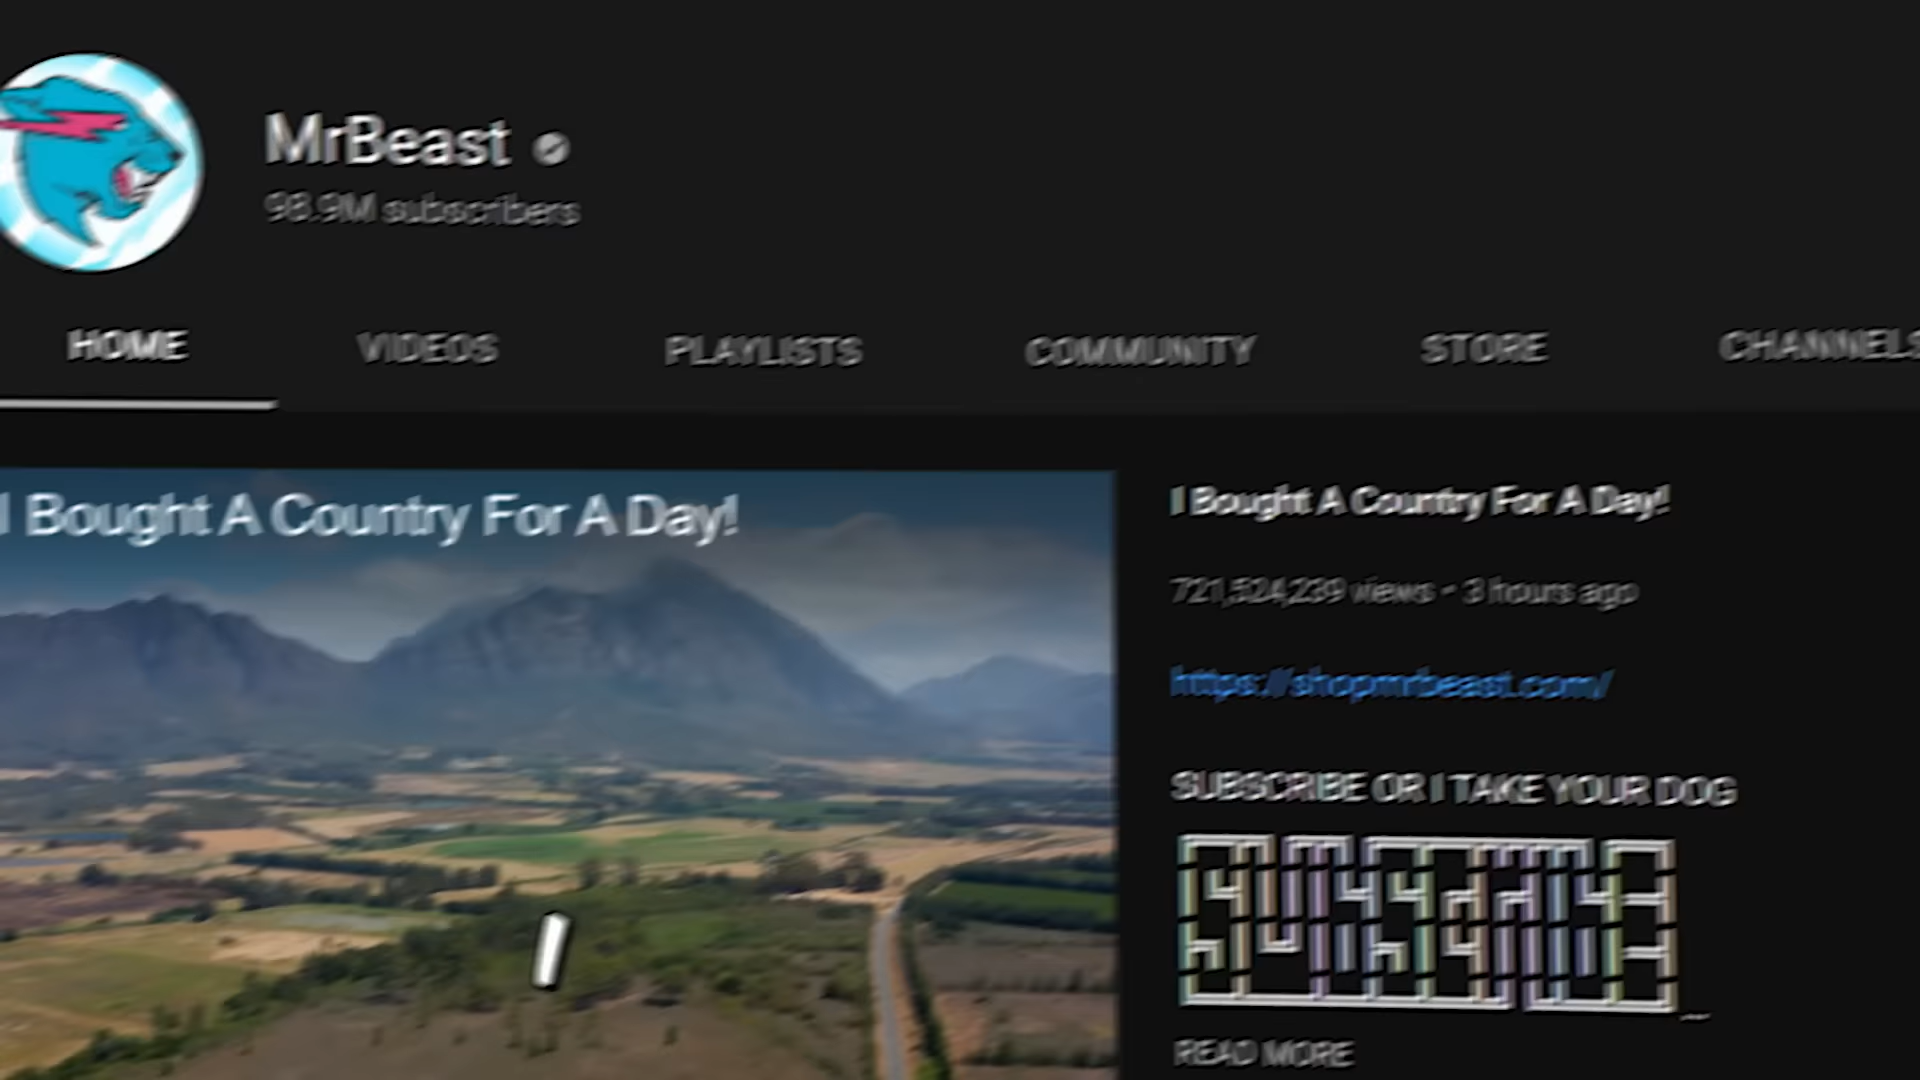 MrBeast
98.9M subscribers
HOME VIDEOS PLAYLISTS COMMUNITY STORE CHANNELS
I Bought A Country For A Day!
I Bought A Country For A Day!
721,524,239 views • 3 hours ago
https://shopmrbeast.com/
SUBSCRIBE OR I TAKE YOUR DOG
READ MORE